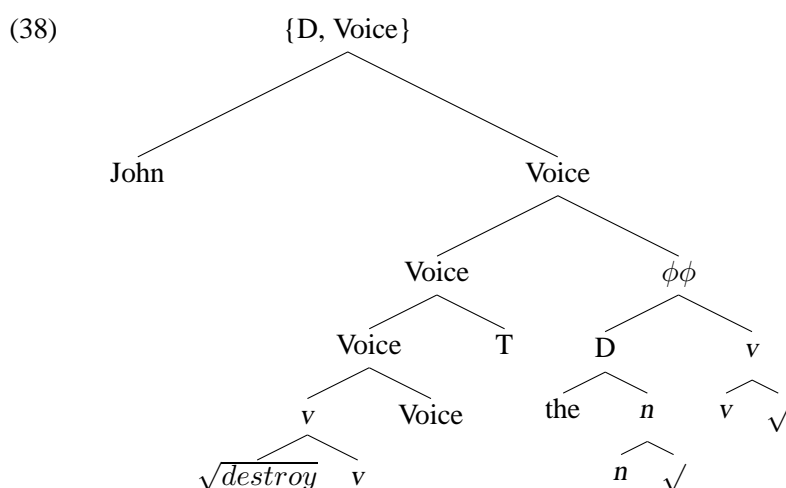 (38) {D, Voice}
John Voice
Voice ϕϕ
Voice T D v
v Voice the n v √
√destroy v n √